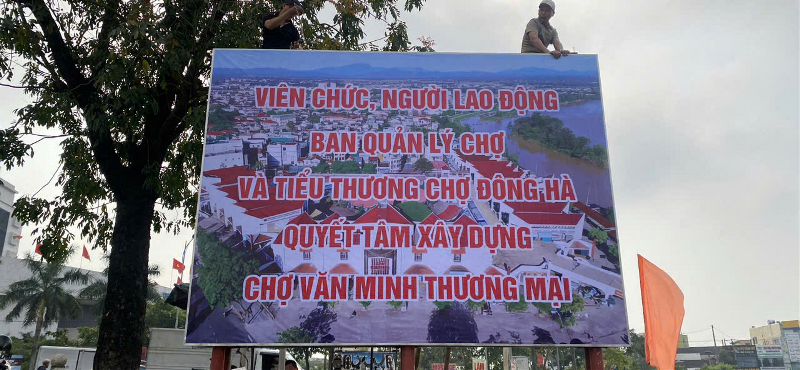 VIÊN CHỨC, NGƯỜI LAO ĐỘNG
BAN QUẢN LÝ CHỢ
VÀ TIỂU THƯƠNG CHỢ ĐÔNG HÀ
QUYẾT TÂM XÂY DỰNG
CHỢ VĂN MINH THƯƠNG MẠI